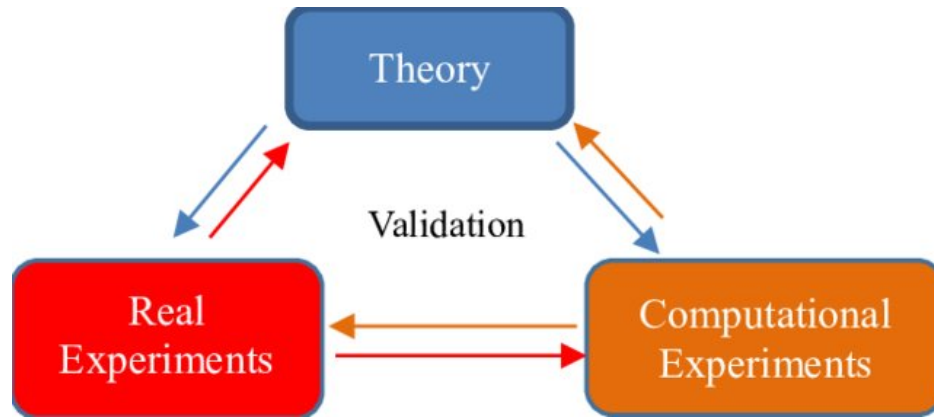 Theory
Validation
Real
Experiments
Computational
Experiments